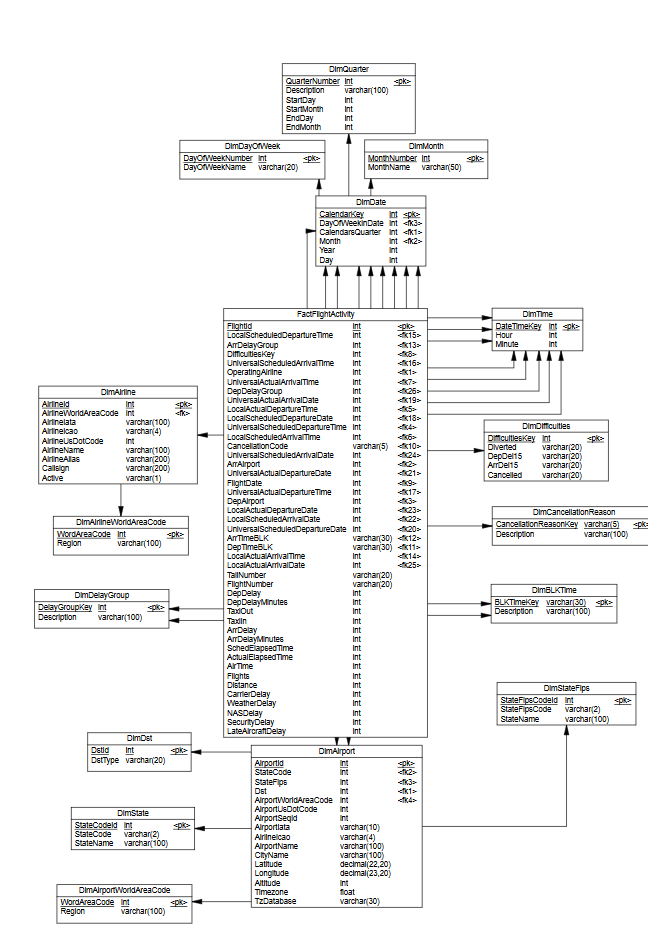 DimQuarter
QuarterNumber int <pk>
Description varchar(100)
StartDay int
StartMonth int
EndDay int
EndMonth int
DimDayOfWeek
DayOfWeekNumber int <pk>
DayOfWeekName varchar(20)
DimMonth
MonthNumber int <pk>
MonthName varchar(50)
DimDate
CalendarKey int <pk>
DayOfWeekinDate int <fk3>
CalendarsQuarter int <fk1>
Month int <fk2>
Year int
Day int
FactFlightActivity
FlightId int <pk>
LocalScheduledDepartureTime int <fk15>
ArrDelayGroup int <fk13>
DifficultiesKey int <fk8>
UniversalScheduledArrivalTime int <fk16>
OperatingAirline int <fk1>
UniversalActualArrivalTime int <fk7>
DepDelayGroup int <fk26>
UniversalActualArrivalDate int <fk19>
LocalActualDepartureTime int <fk5>
LocalScheduledDepartureDate int <fk18>
UniversalScheduledDepartureTime int <fk4>
LocalScheduledArrivalTime int <fk6>
CancellationCode varchar(5) <fk10>
UniversalScheduledArrivalDate int <fk24>
ArrAirport int <fk2>
UniversalActualDepartureDate int <fk21>
FlightDate int <fk9>
UniversalActualDepartureTime int <fk17>
DepAirport int <fk3>
LocalActualDepartureDate int <fk23>
LocalScheduledArrivalDate int <fk22>
UniversalScheduledDepartureDate int <fk20>
ArrTimeBLK varchar(30) <fk12>
DepTimeBLK varchar(30) <fk11>
LocalActualArrivalTime int <fk14>
LocalActualArrivalDate int <fk25>
TailNumber varchar(20)
FlightNumber varchar(20)
DepDelay int
DepDelayMinutes int
TaxiOut int
TaxiIn int
ArrDelay int
ArrDelayMinutes int
SchedElapsedTime int
ActualElapsedTime int
AirTime int
Flights int
Distance int
CarrierDelay int
WeatherDelay int
NASDelay int
SecurityDelay int
LateAircraftDelay int
DimTime
DateTimeKey int <pk>
Hour int
Minute int
DimAirline
AirlineId int <pk>
AirlineWorldAreaCode int <fk>
AirlineIata varchar(100)
AirlineIcao varchar(4)
AirlineUsDotCode int
AirlineName varchar(100)
AirlineAlias varchar(200)
Callsign varchar(200)
Active varchar(1)
DimDifficulties
DifficultiesKey int <pk>
Diverted varchar(20)
DepDel15 varchar(20)
ArrDel15 varchar(20)
Cancelled varchar(20)
DimAirlineWorldAreaCode
WordAreaCode int <pk>
Region varchar(100)
DimCancellationReason
CancellationReasonKey varchar(5) <pk>
Description varchar(100)
DimDelayGroup
DelayGroupKey int <pk>
Description varchar(100)
DimBLKTime
BLKTimeKey varchar(30) <pk>
Description varchar(100)
DimStateFips
StateFipsCodeId int <pk>
StateFipsCode varchar(2)
StateName varchar(100)
DimDst
DstId int <pk>
DstType varchar(20)
DimAirport
AirportId int <pk>
StateCode int <fk2>
StateFips int <fk3>
Dst int <fk1>
AirportWorldAreaCode int <fk4>
AirportUsDotCode int
AirportSeqId int
AirportIata varchar(10)
AirlineIcao varchar(4)
AirportName varchar(100)
CityName varchar(100)
Latitude decimal(22,20)
Longitude decimal(23,20)
Altitude int
Timezone float
TzDatabase varchar(30)
DimState
StateCodeId int <pk>
StateCode varchar(2)
StateName varchar(100)
DimAirportWorldAreaCode
WordAreaCode int <pk>
Region varchar(100)